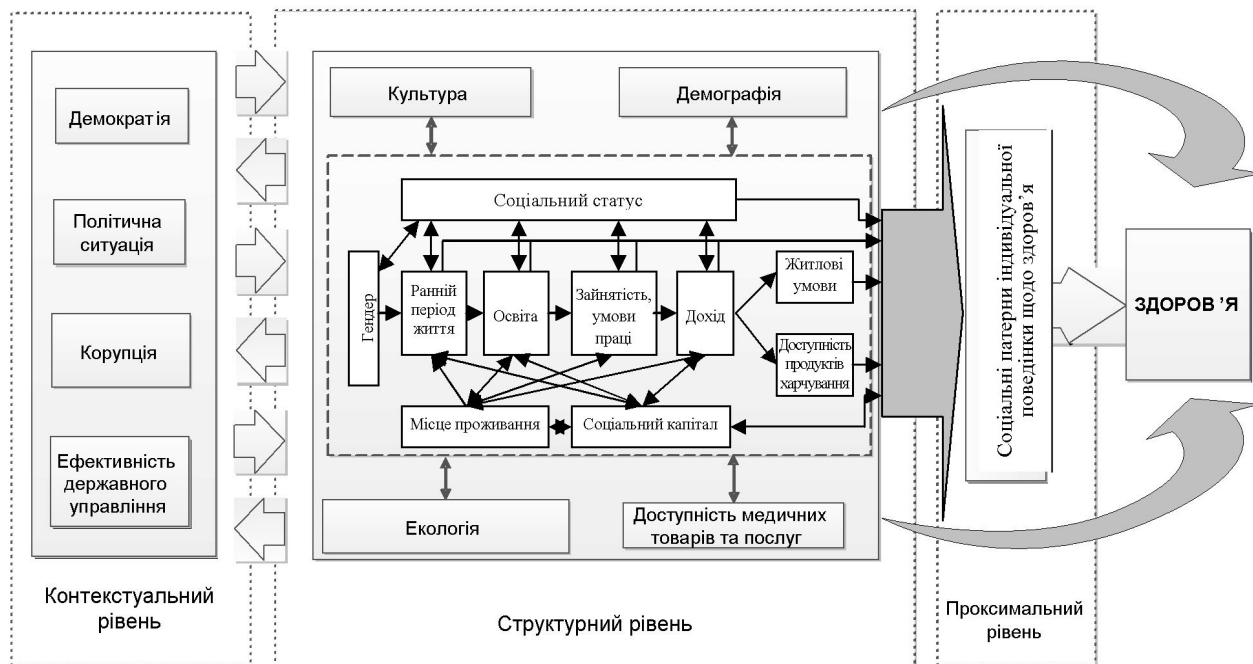 Демократія
Політична
ситуація
Корупція
Ефективність
державного
управління
Контекстуальний
рівень
Культура
Демографія
Соціальний статус
Гендер
Ранній
період
життя
Освіта
Зайнятість,
умови
праці
Дохід
Житлові
умови
Доступність
продуктів
харчування
Місце проживання
Соціальний капітал
Екологія
Доступність медичних
товарів та послуг
Структурний рівень
Соціальні патерни індивідуальної
поведінки щодо здоров’я
Проксимальний
рівень
ЗДОРОВ ’Я